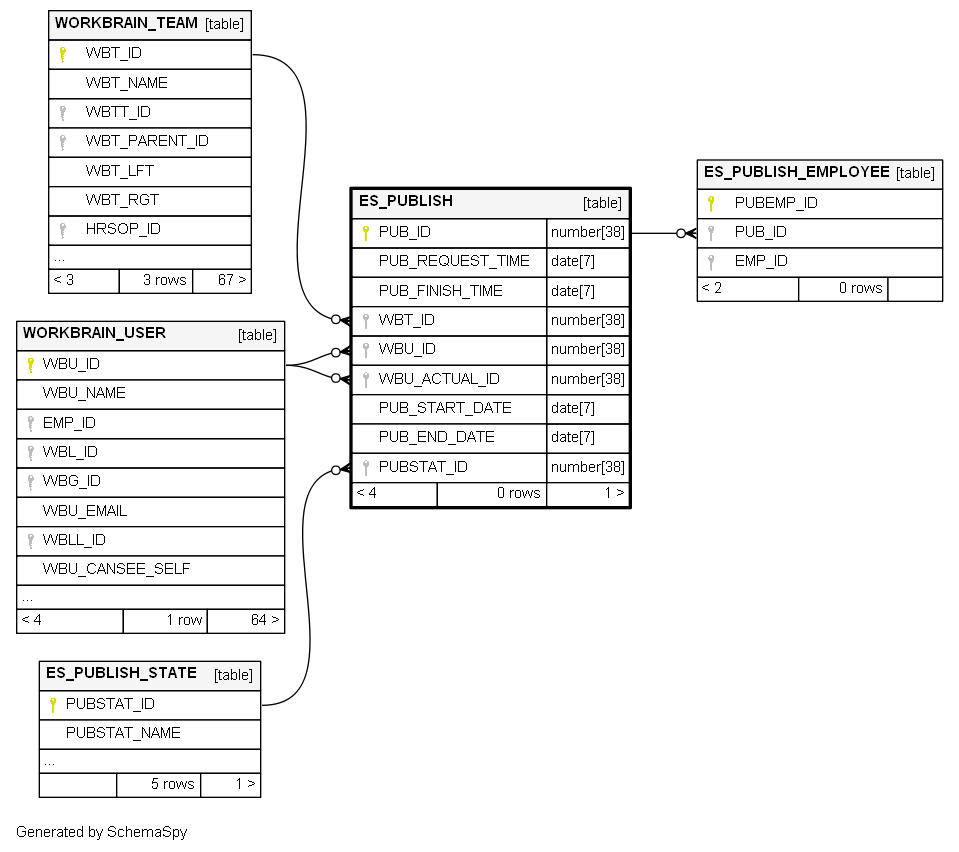 WORKBRAIN_TEAM [table]
WBT_ID
WBT_NAME
WBTT_ID
WBT_PARENT_ID
WBT_LFT
WBT_RGT
HRSOP_ID
...
< 3 3 rows 67 >
WORKBRAIN_USER [table]
WBU_ID
WBU_NAME
EMP_ID
WBL_ID
WBG_ID
WBU_EMAIL
WBLL_ID
WBU_CANSEE_SELF
...
< 4 1 row 64 >
ES_PUBLISH_STATE [table]
PUBSTAT_ID
PUBSTAT_NAME
...
5 rows 1 >
ES_PUBLISH [table]
PUB_ID number[38]
PUB_REQUEST_TIME date[7]
PUB_FINISH_TIME date[7]
WBT_ID number[38]
WBU_ID number[38]
WBU_ACTUAL_ID number[38]
PUB_START_DATE date[7]
PUB_END_DATE date[7]
PUBSTAT_ID number[38]
< 4 0 rows 1 >
ES_PUBLISH_EMPLOYEE [table]
PUBEMP_ID
PUB_ID
EMP_ID
< 2 0 rows
Generated by SchemaSpy